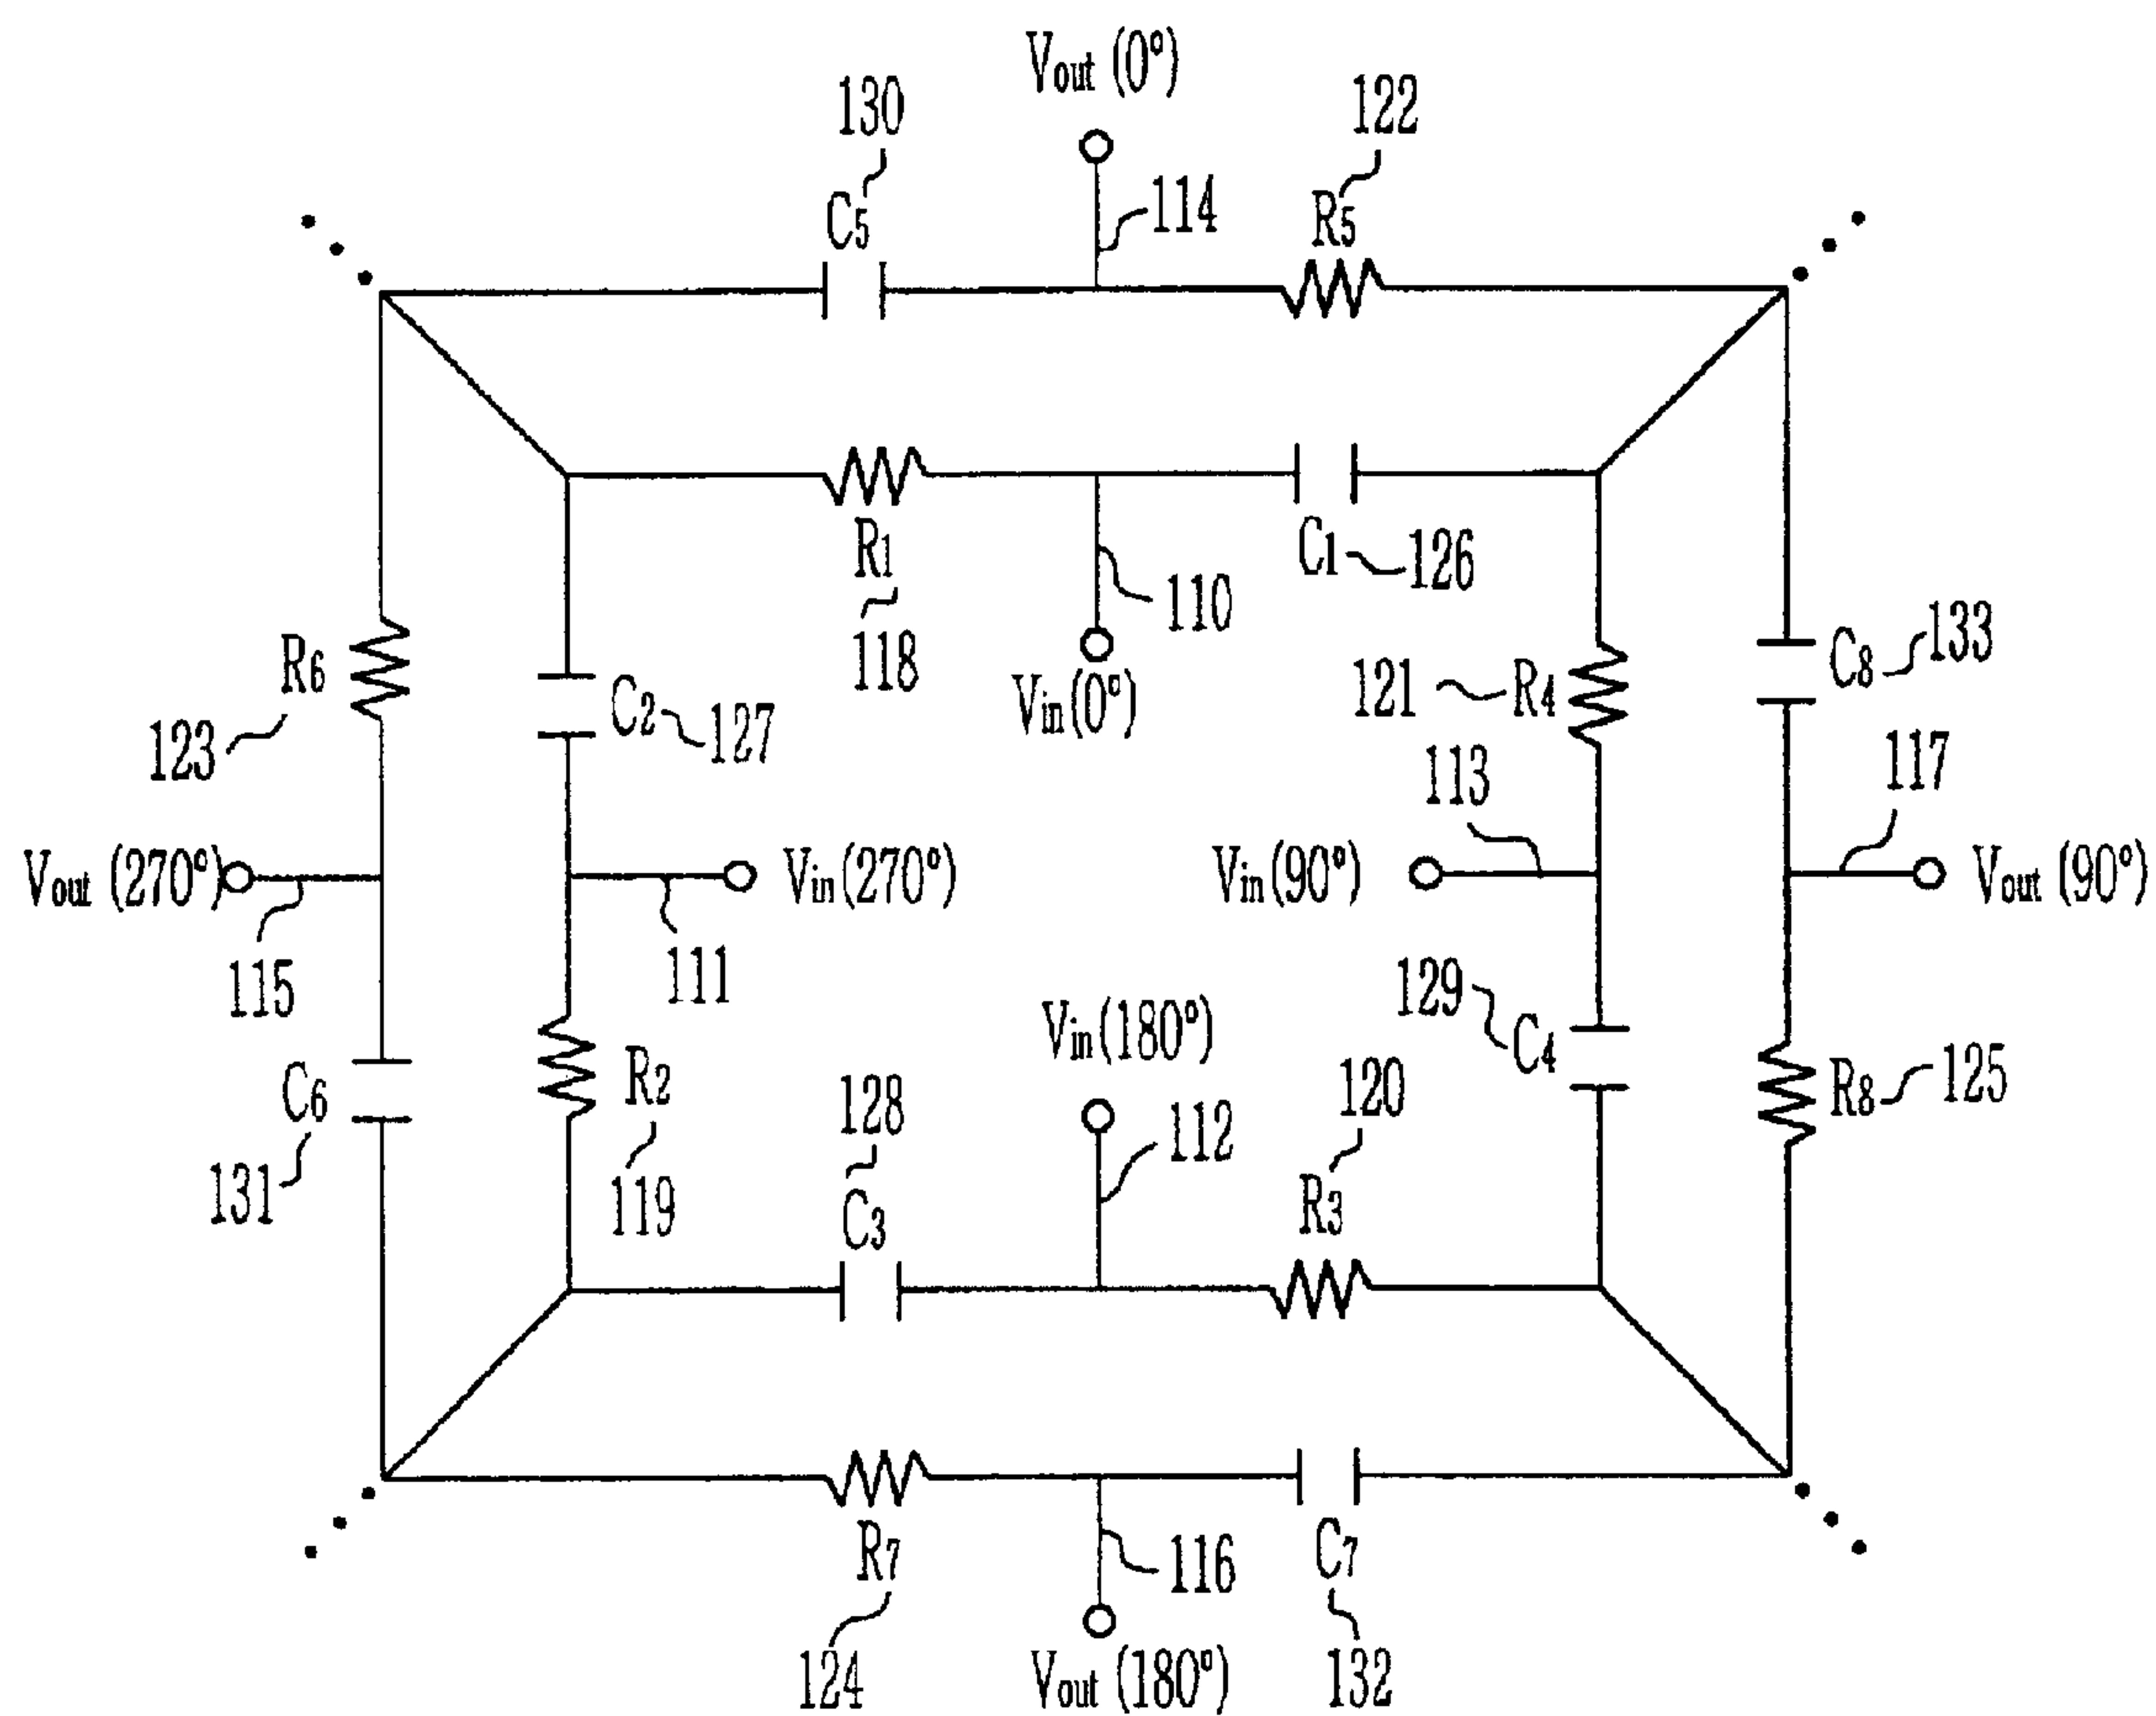 Vout (0°)
130
122
C5
114
R5
R1
118
110
Vin(0°)
C1
126
R6
123
C2
127
121
R4
C8
133
113
117
Vout (270°)
Vin(270°)
Vin(90°)
Vout (90°)
115
111
129
C4
Vin(180°)
C6
131
R2
119
128
C3
112
120
R3
R8
125
R7
124
116
C7
132
Vout (180°)